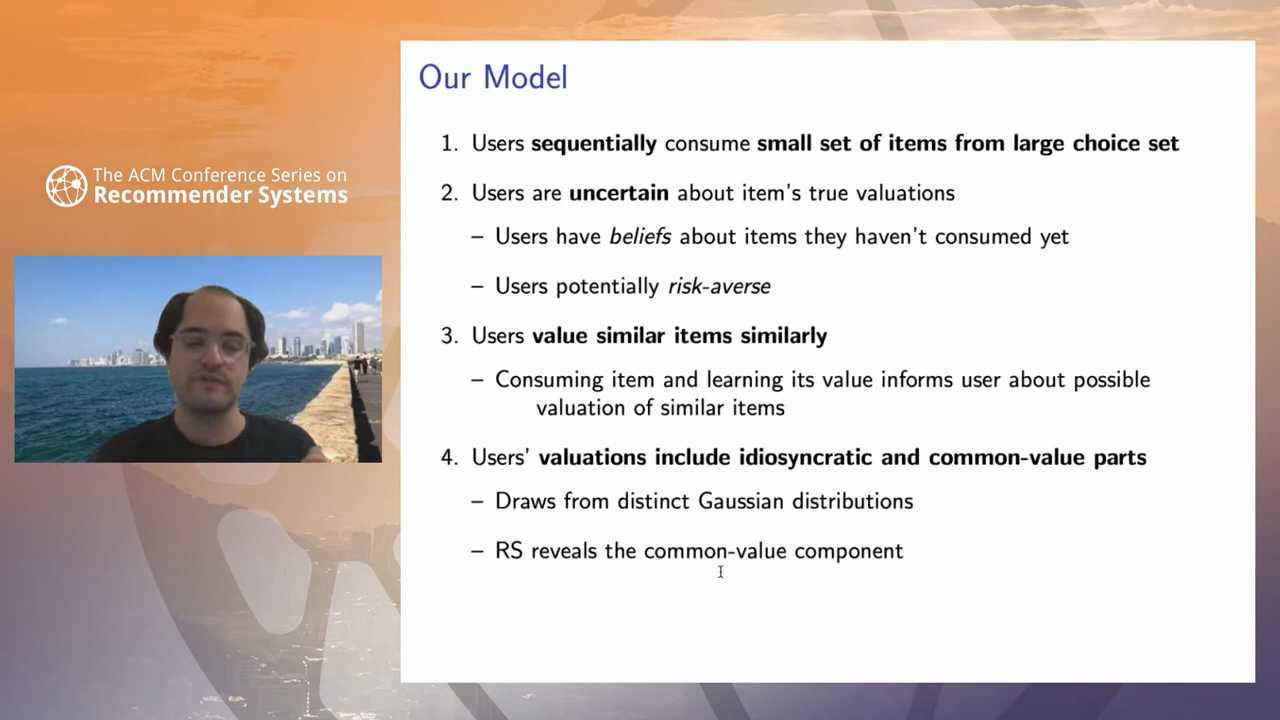 Our Model
The ACM Conference Series on
Recommender Systems
1. Users sequentially consume small set of items from large choice set
2. Users are uncertain about item's true valuations
– Users have beliefs about items they haven't consumed yet
– Users potentially risk-averse
3. Users value similar items similarly
– Consuming item and learning its value informs user about possible
valuation of similar items
4. Users' valuations include idiosyncratic and common-value parts
– Draws from distinct Gaussian distributions
– RS reveals the common-value component